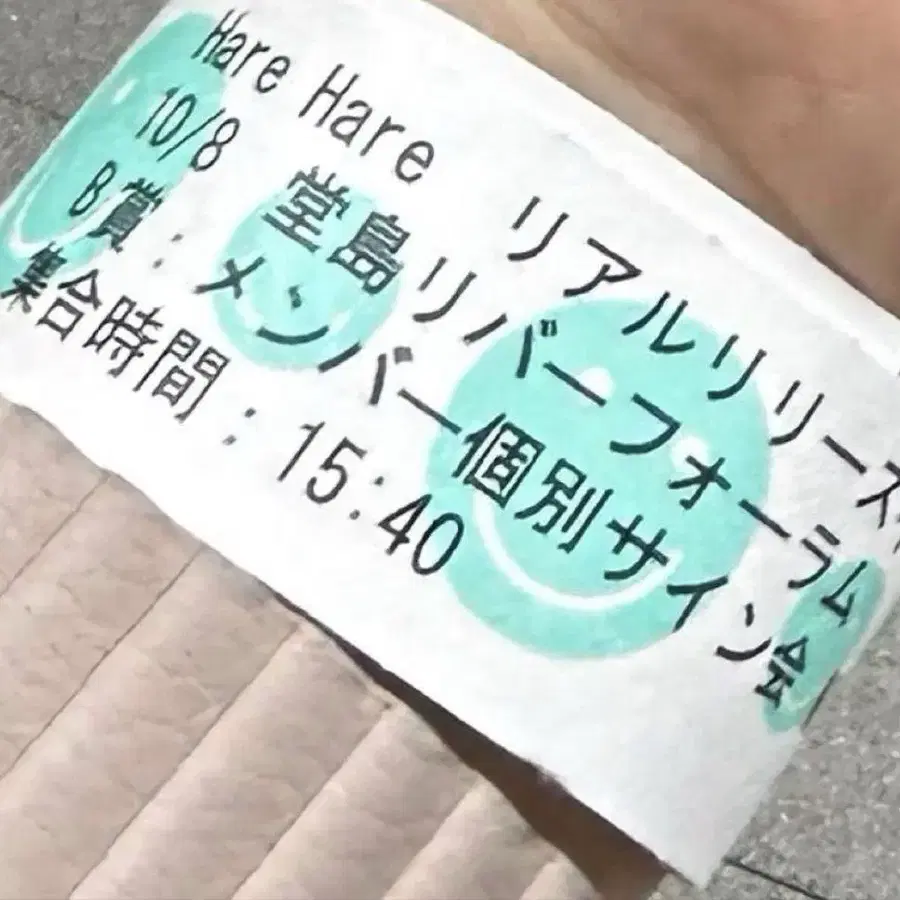 Hare Hare リアルリリース
10/8 堂島リバーフォーラム
B賞：メンバー個別サイン会
集合時間：15:40